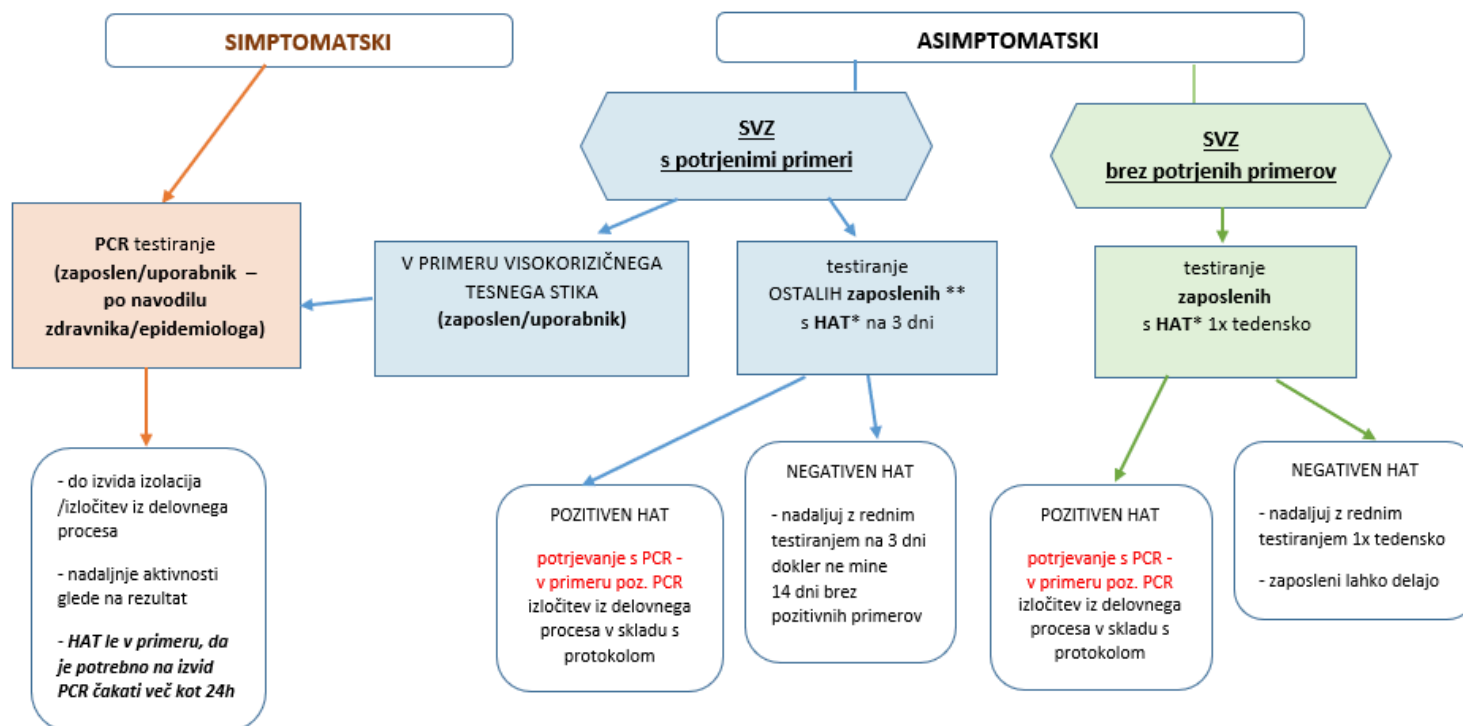 SIMPTOMATSKI
ASIMPTOMATSKI
SVZ
s potrjenimi primeri
SVZ
brez potrjenih primerov
PCR testiranje
(zaposlen/uporabnik –
po navodilu
zdravnika/epidemiologa)
V PRIMERU VISOKORIZIČNEGA
TESNEGA STIKA
(zaposlen/uporabnik)
testiranje
OSTALIH zaposlenih **
s HAT* na 3 dni
testiranje
zaposlenih
s HAT* 1x tedensko
- do izvida izolacija
/izločitev iz delovnega
procesa
- nadaljnje aktivnosti
glede na rezultat
- HAT le v primeru, da
je potrebno na izvid
PCR čakati več kot 24h
POZITIVEN HAT
potrjevanje s PCR -
v primeru poz. PCR
izločitev iz delovnega
procesa v skladu s
protokolom
NEGATIVEN HAT
- nadaljuj z rednim
testiranjem na 3 dni
dokler ne mine
14 dni brez
pozitivnih primerov
POZITIVEN HAT
potrjevanje s PCR -
v primeru poz. PCR
izločitev iz delovnega
procesa v skladu s
protokolom
NEGATIVEN HAT
- nadaljuj z rednim
testiranjem 1x tedensko
- zaposleni lahko delajo